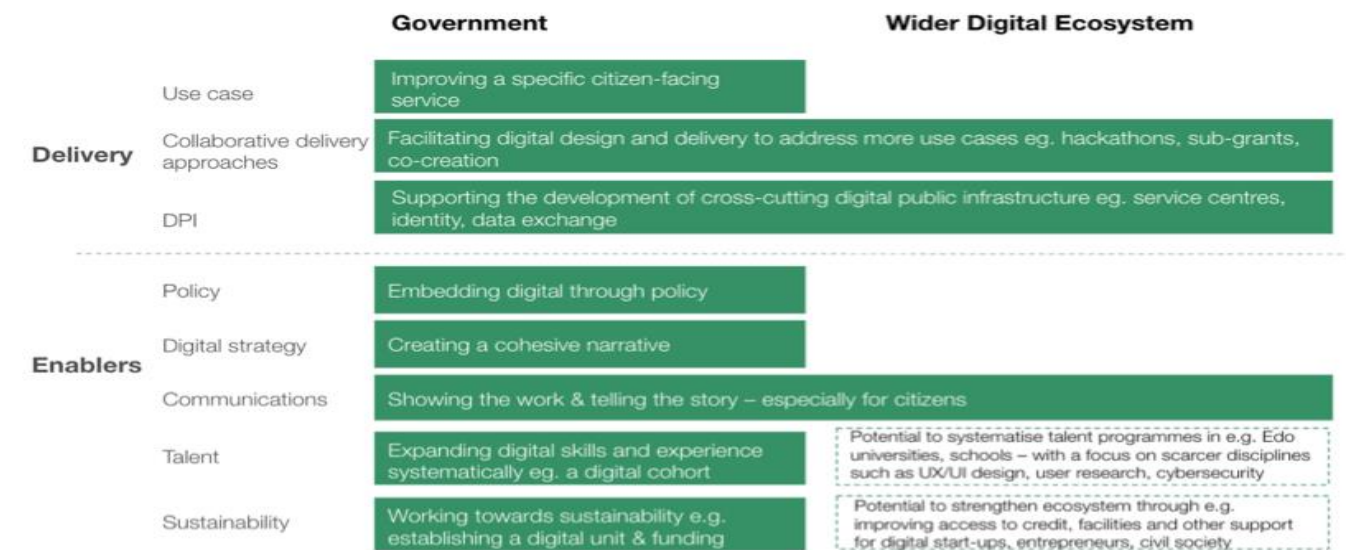 Government
Wider Digital Ecosystem
Use case
Improving a specific citizen-facing
service
Delivery
Collaborative delivery
approaches
Facilitating digital design and delivery to address more use cases eg. hackathons, sub-grants,
co-creation
DPI
Supporting the development of cross-cutting digital public infrastructure eg. service centres,
identity, data exchange
Enablers
Policy
Embedding digital through policy
Digital strategy
Creating a cohesive narrative
Communications
Showing the work & telling the story – especially for citizens
Talent
Expanding digital skills and experience
systematically eg. a digital cohort
Potential to systematise talent programmes in e.g. Edo
universities, schools – with a focus on scarcer disciplines
such as UX/UI design, user research, cybersecurity
Sustainability
Working towards sustainability e.g.
establishing a digital unit & funding
Potential to strengthen ecosystem through e.g.
improving access to credit, facilities and other support
for digital start-ups, entrepreneurs, civil society